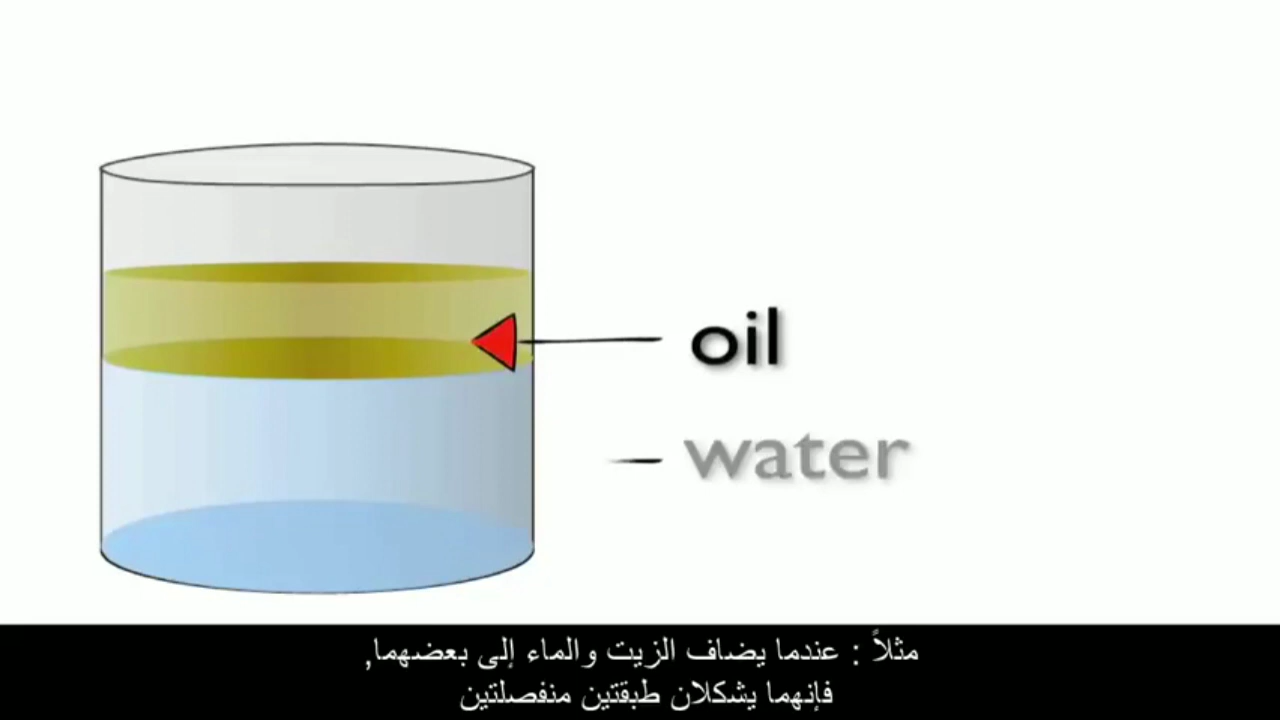 oil
water
مثلاً : عندما يضاف الزيت والماء إلى بعضهما,
فإنهما يشكلان طبقتين منفصلتين